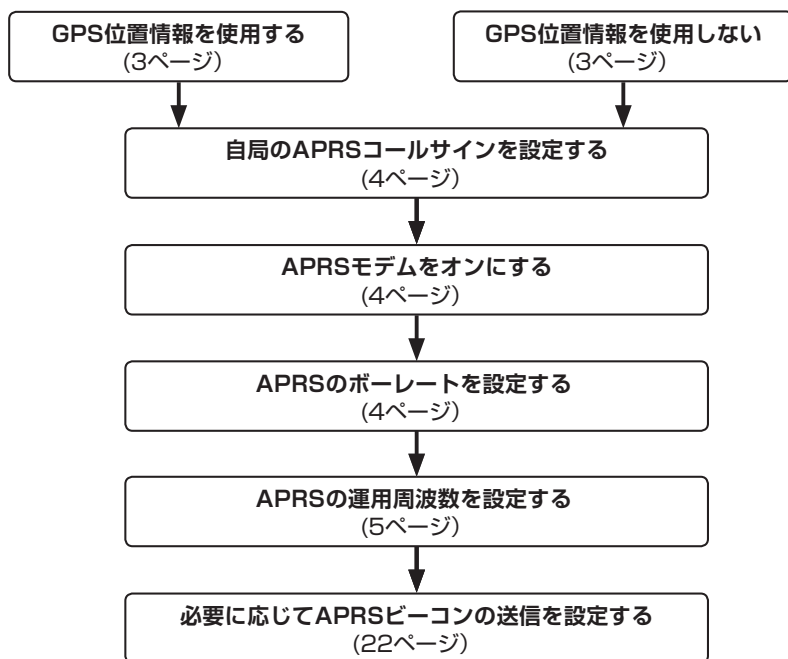 GPS位置情報を使用する
(3ページ)
GPS位置情報を使用しない
(3ページ)
自局のAPRSコールサインを設定する
(4ページ)
APRSモデムをオンにする
(4ページ)
APRSのボーレートを設定する
(4ページ)
APRSの運用周波数を設定する
(5ページ)
必要に応じてAPRSビーコンの送信を設定する
(22ページ)